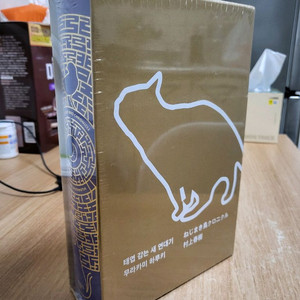 태엽 감는 새 연대기
무라카미 하루키
ねじまき鳥クロニクル
村上春樹